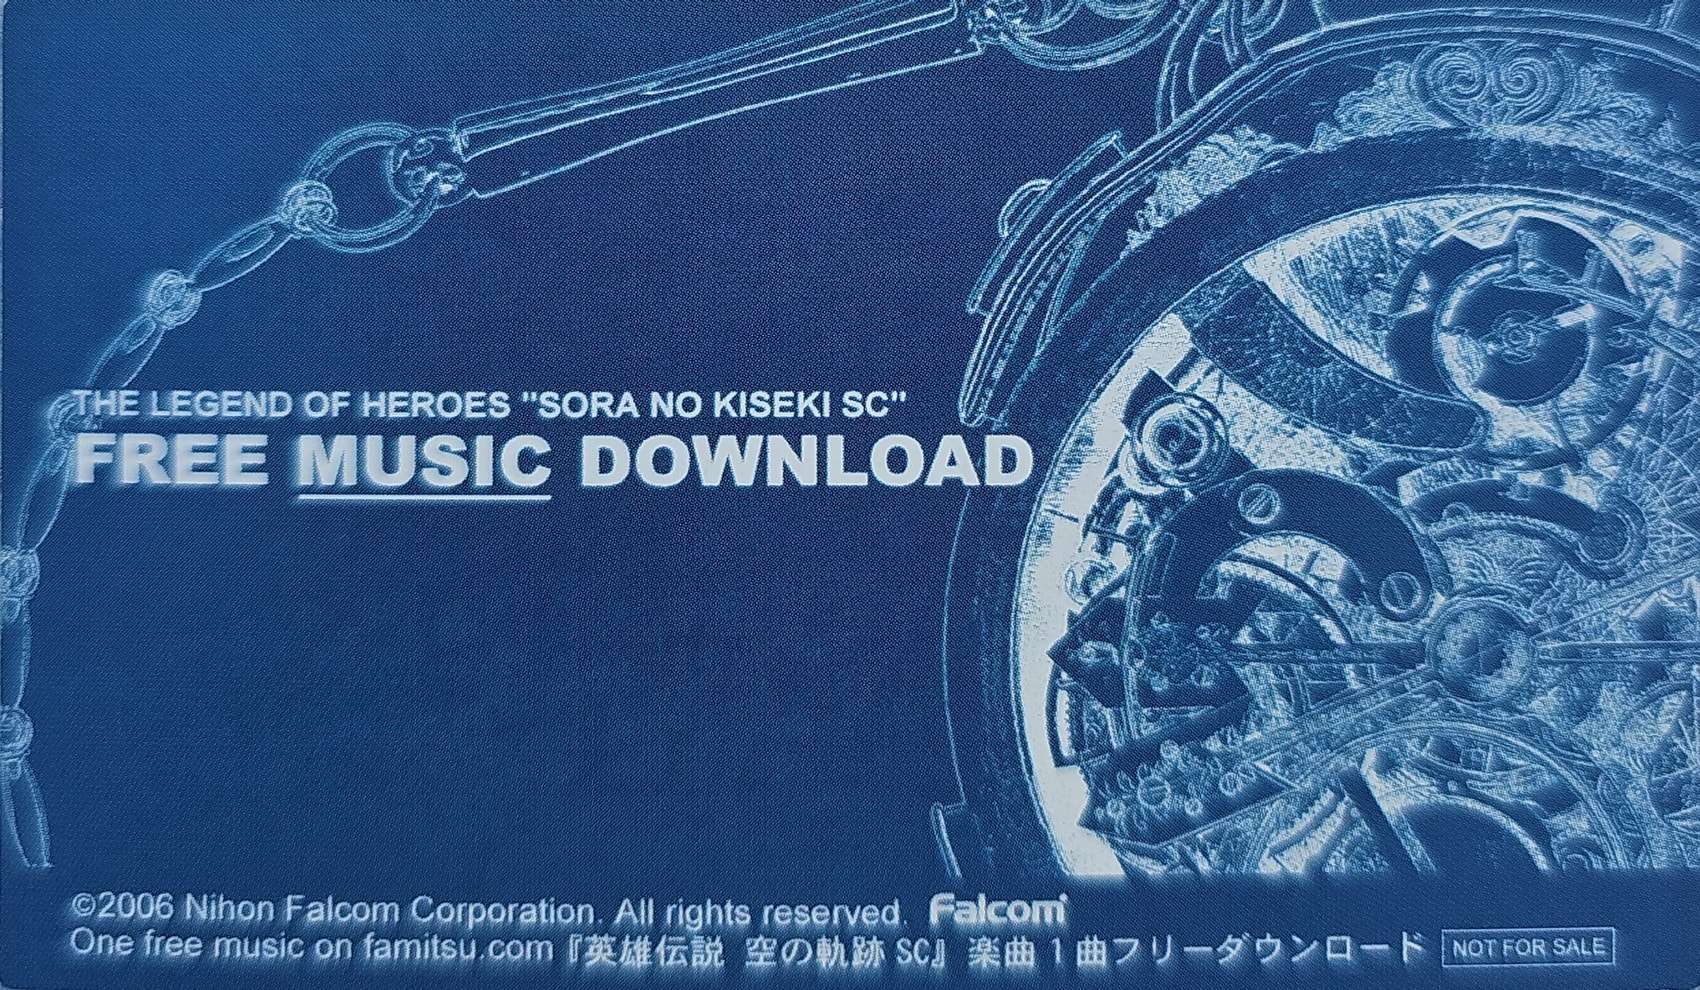 THE LEGEND OF HEROES "SORA NO KISEKI SC"
FREE MUSIC DOWNLOAD
©2006 Nihon Falcom Corporation. All rights reserved. Falcom
One free music on famitsu.com『英雄伝説 空の軌跡 SC』楽曲 1 曲フリーダウンロード NOT FOR SALE